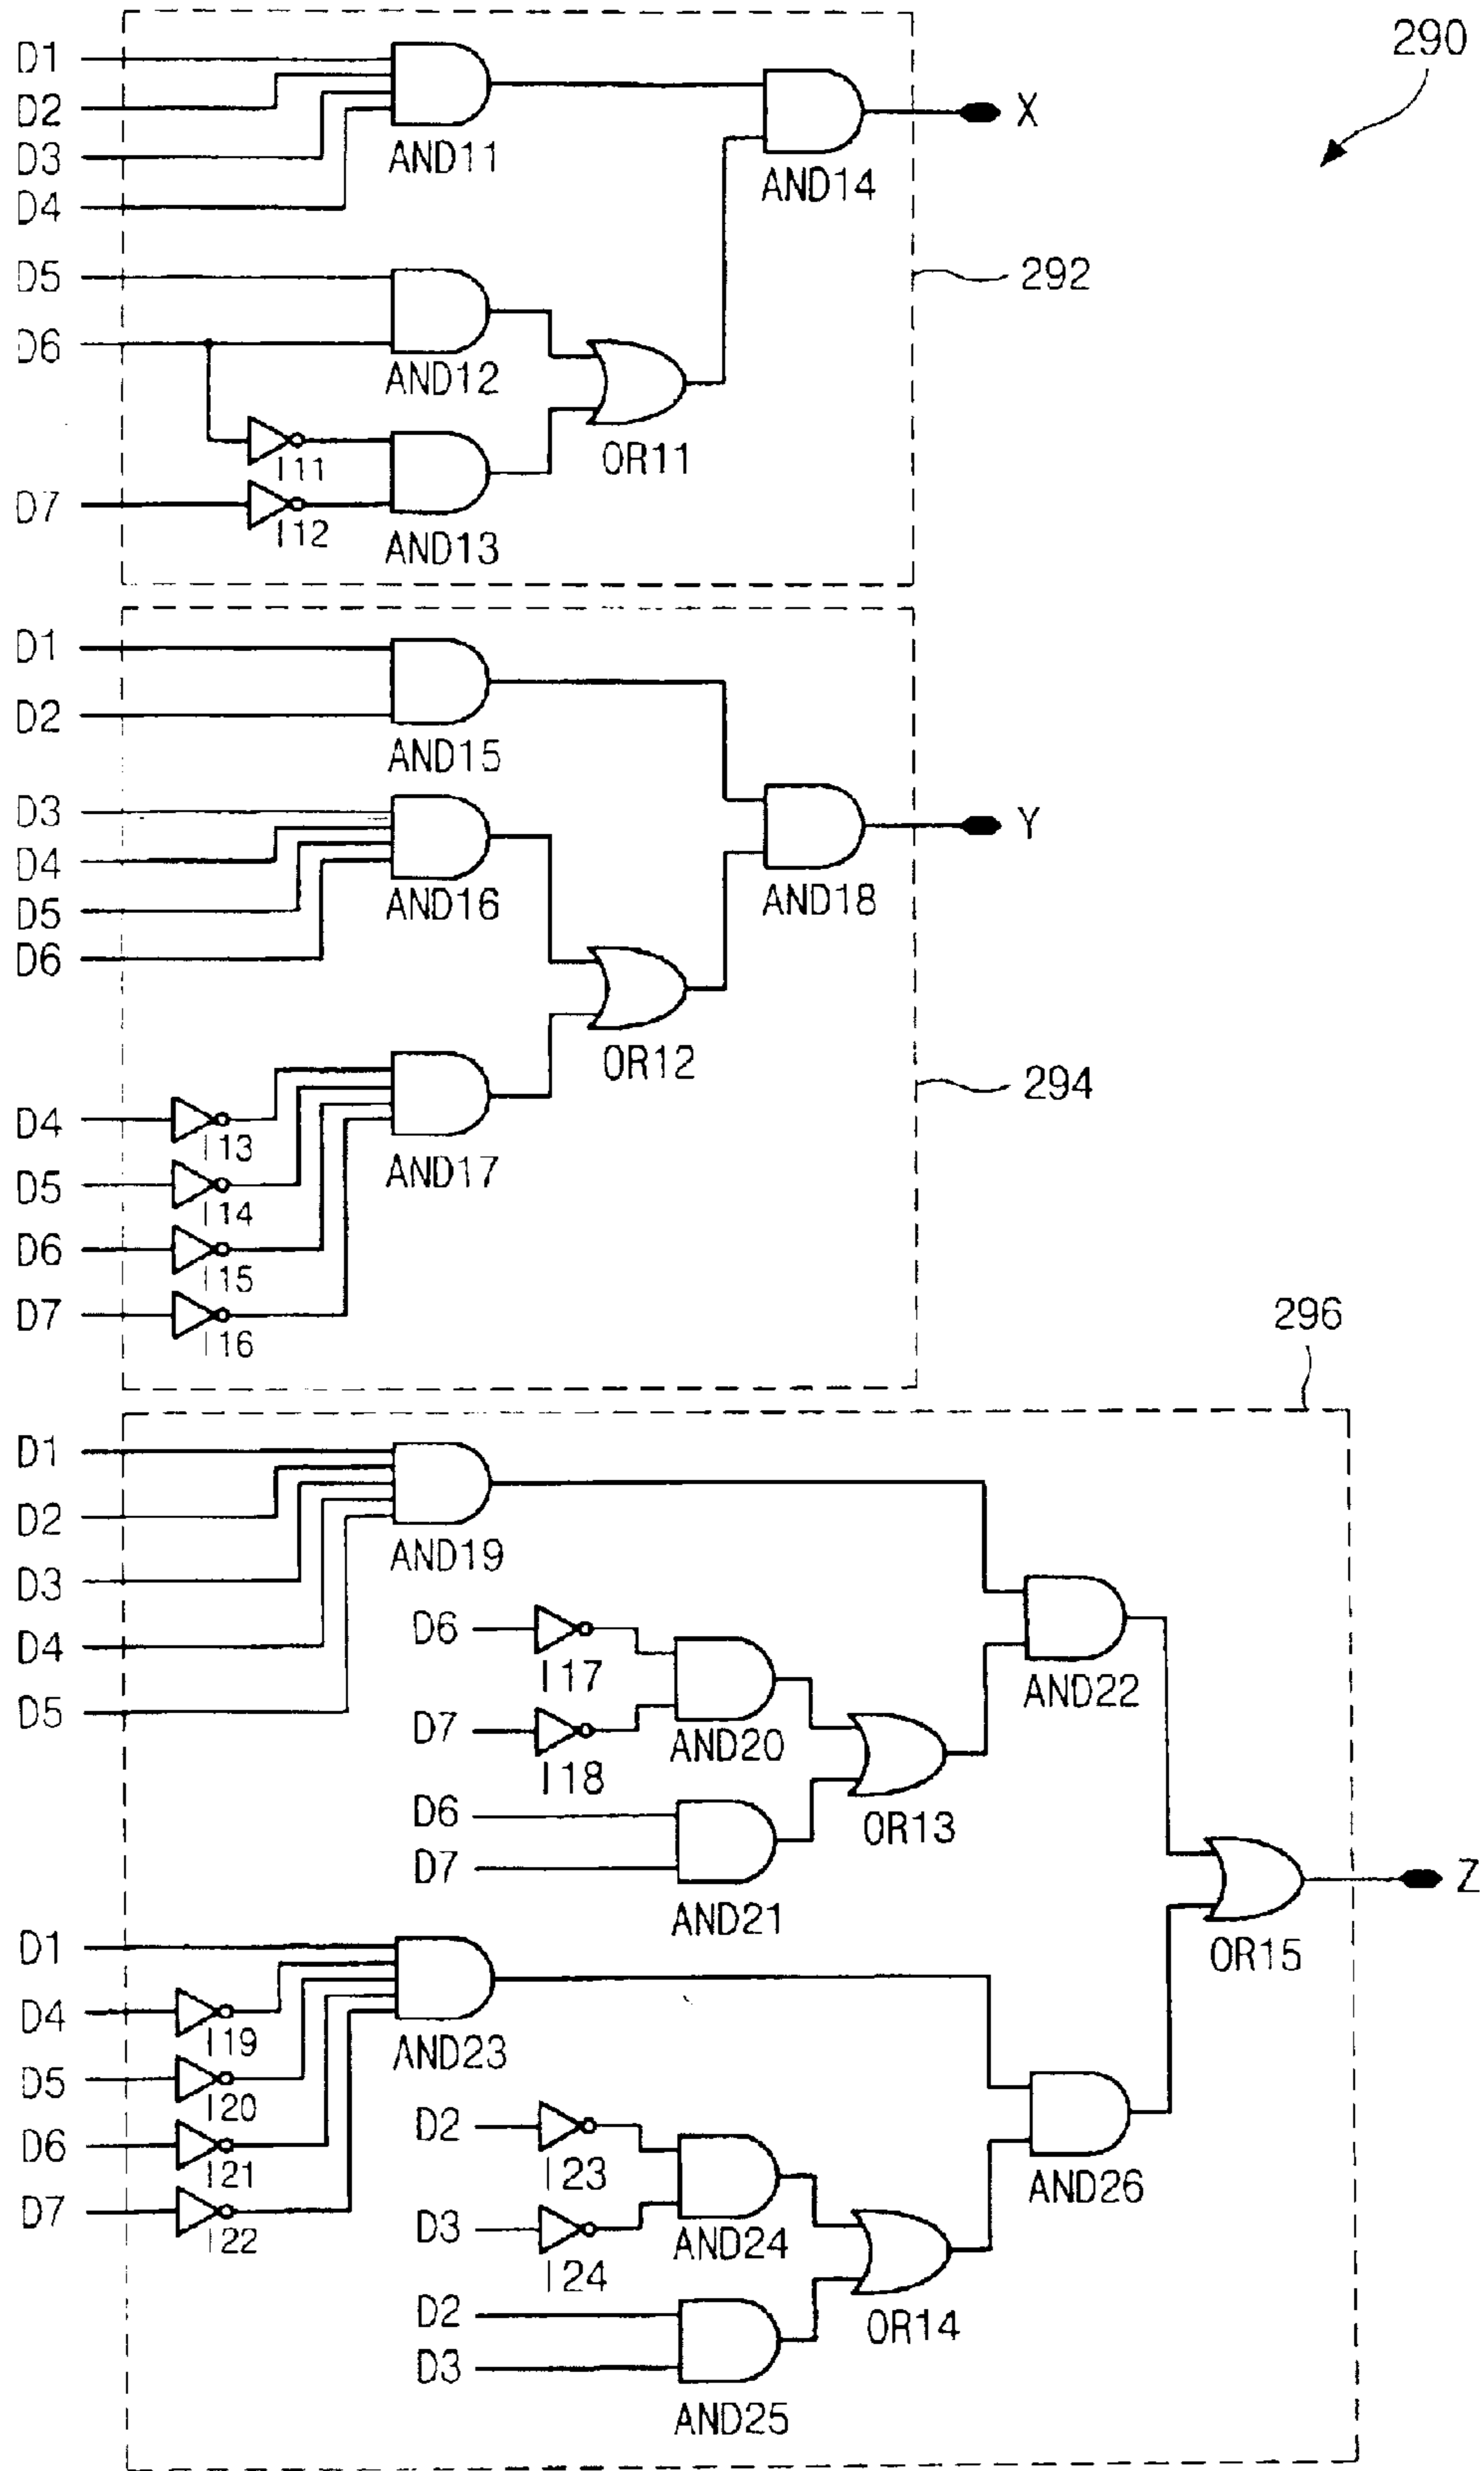 290
D1
D2
D3
D4
AND11
AND14
X
292
D5
D6
AND12
I11
OR11
D7
I12
AND13
D1
D2
AND15
D3
D4
D5
D6
AND16
AND18
Y
OR12
294
D4
I13
AND17
D5
I14
D6
I15
D7
I16
296
D1
D2
AND19
D3
D4
D5
D6
I17
AND22
D7
I18
AND20
OR13
D6
D7
AND21
Z
OR15
D1
D4
I19
AND23
D5
I20
D6
I21
D7
I22
D2
I23
AND26
D3
I24
AND24
OR14
D2
D3
AND25